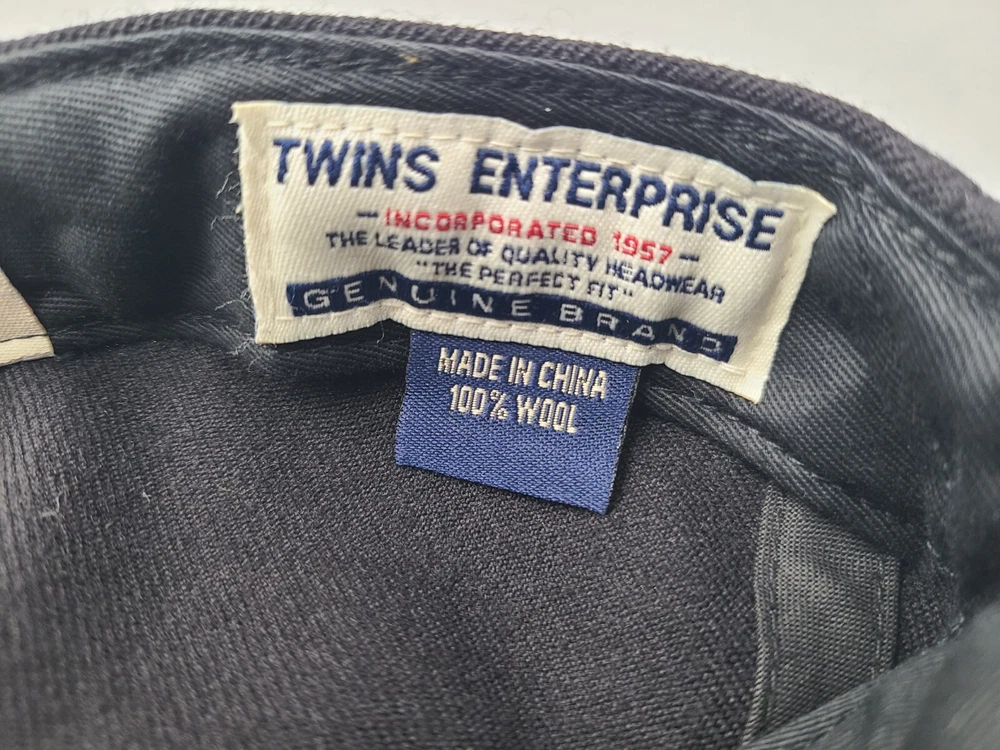 TWINS ENTERPRISE
— INCORPORATED 1957 —
THE LEADER OF QUALITY HEADWEAR
"THE PERFECT FIT"
GENUINE BRAND
MADE IN CHINA
100% WOOL